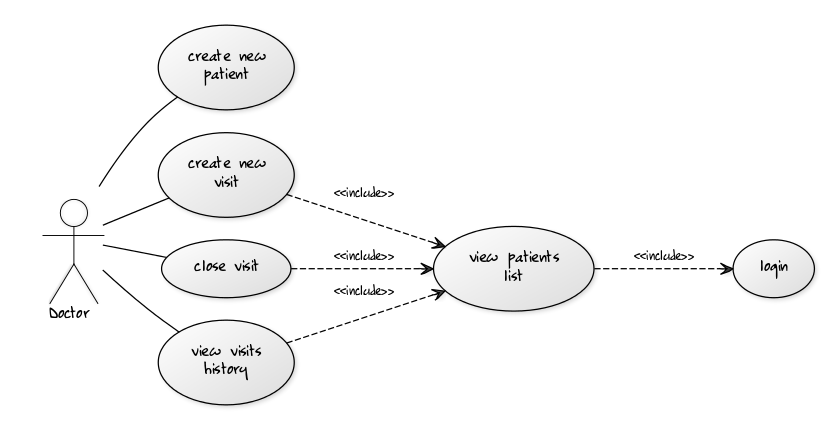 create new
patient
create new
visit
<<include>>
close visit
<<include>>
view patients
list
<<include>>
login
<<include>>
Doctor
view visits
history